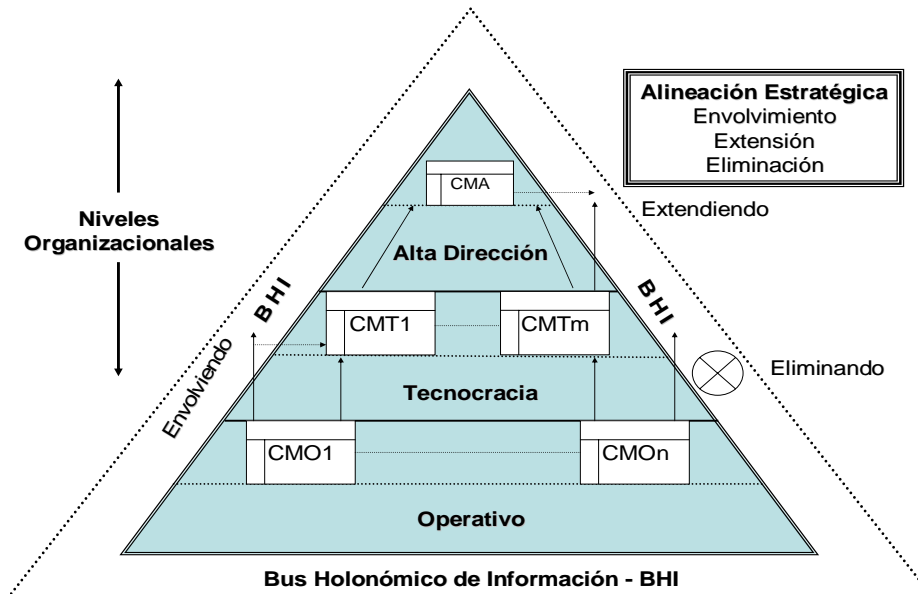 Alineación Estratégica
Envolvimiento
Extensión
Eliminación
CMA
Extendiendo
Niveles
Organizacionales
Alta Dirección
BHI
BHI
CMT1
CMTm
Envolviendo
Eliminando
Tecnocracia
CMO1
CMOn
Operativo
Bus Holonómico de Información - BHI